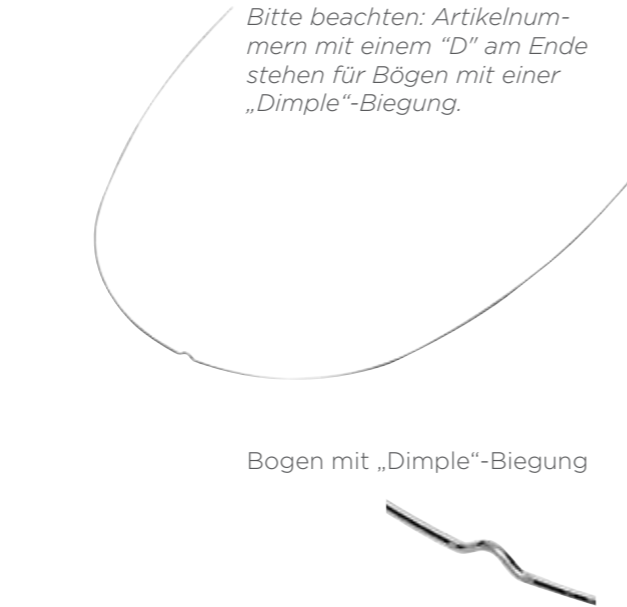 Bitte beachten: Artikelnum-
mern mit einem “D" am Ende
stehen für Bögen mit einer
„Dimple“-Biegung.
Bogen mit „Dimple“-Biegung